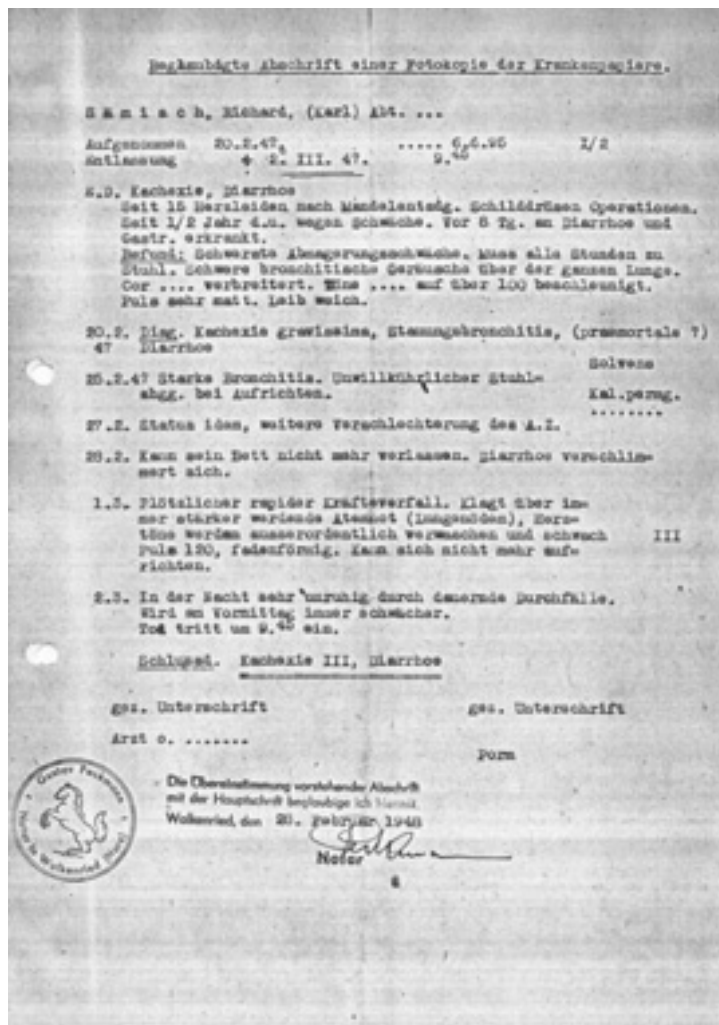 Beglaubigte Abschrift einer Fotokopie der Krankenpapiere.
Richard, (Karl) Abt. ...
Aufgenommen 20.2.47. ..... 6.6.95 I/2
Entlassung + 2. III. 47. 9.45
K.D. Kachexie, Diarrhoe
Seit 15 Herzleiden nach Mandelentzdg. Schilddrüsen Operationen.
Seit 1/2 Jahr d.u. wegen Schwäche. Vor 8 Tg. an Diarrhoe und
Gastr. erkrankt.
Befund: Schwerste Abmagerungsschwäche. Muss alle Stunden zu
Stuhl. Schwere bronchitische Geräusche über der ganzen Lunge.
Cor .... verbreitert. .... auf über 100 beschleunigt.
Puls sehr matt. Leib weich.
20.2. Diag. Kachexie gravissima, Stauungsbronchitis, (praemortale ?)
47 Diarrhoe
Solvens
25.2.47 Starke Bronchitis. Unwillkührlicher Stuhl=
abgg. bei Aufrichten. Kal.permg.
........
27.2. Status idem, weitere Verschlechterung des A.Z.
28.2. Kann sein Bett nicht mehr verlassen. Diarrhoe verschlim=
mert sich.
1.3. Plötzlicher rapider Kräfteverfall. Klagt über im=
mer stärker werdende Atemnot (Lungenödem), Herz=
töne werden ausserordentlich verwaschen und schwach III
Puls 120, fadenförmig. Kann sich nicht mehr auf=
richten.
2.3. In der Nacht sehr unruhig durch dauernde Durchfälle.
Wird am Vormittag immer schwächer.
Tod tritt um 9.45 ein.
Schlussd. Kachexie III, Diarrhoe
gez. Unterschrift gez. Unterschrift
Arzt o. .......
Porm
Die Übereinstimmung vorstehender Abschrift
mit der Hauptschrift beglaubige ich hiermit
Walkenried, den 28. Februar 1948
Notar
Notar in Walkenried (Harz)